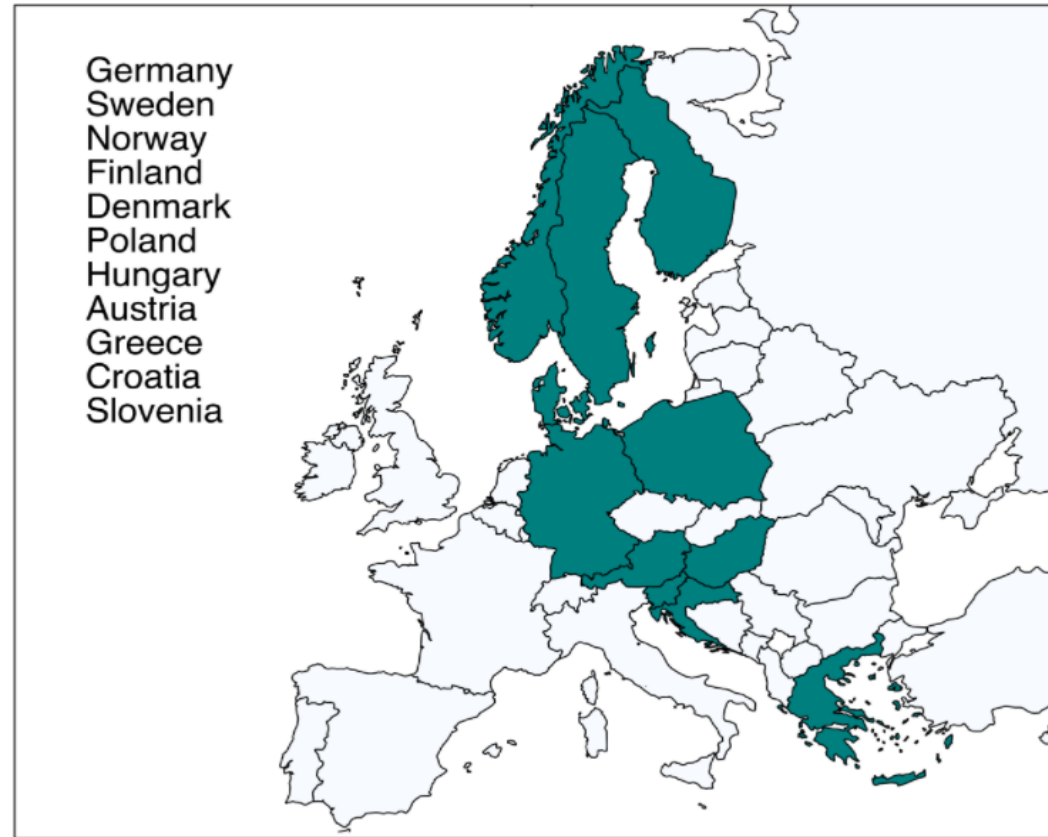 Germany
Sweden
Norway
Finland
Denmark
Poland
Hungary
Austria
Greece
Croatia
Slovenia